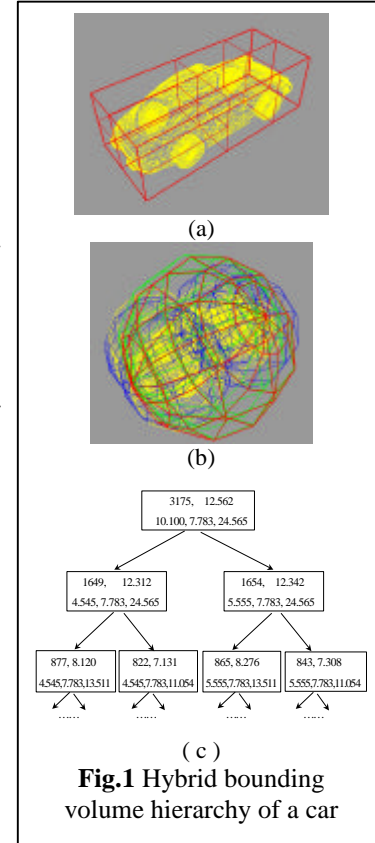 (a)
(b)
3175, 12.562
10.100, 7.783, 24.565
1649, 12.312
4.545, 7.783, 24.565
1654, 12.342
5.555, 7.783, 24.565
877, 8.120
4.545,7.783,13.511
822, 7.131
4.545,7.783,11.054
865, 8.276
5.555,7.783,13.511
843, 7.308
5.555,7.783,11.054
...... ...... ...... ......
( c )
Fig.1 Hybrid bounding
volume hierarchy of a car